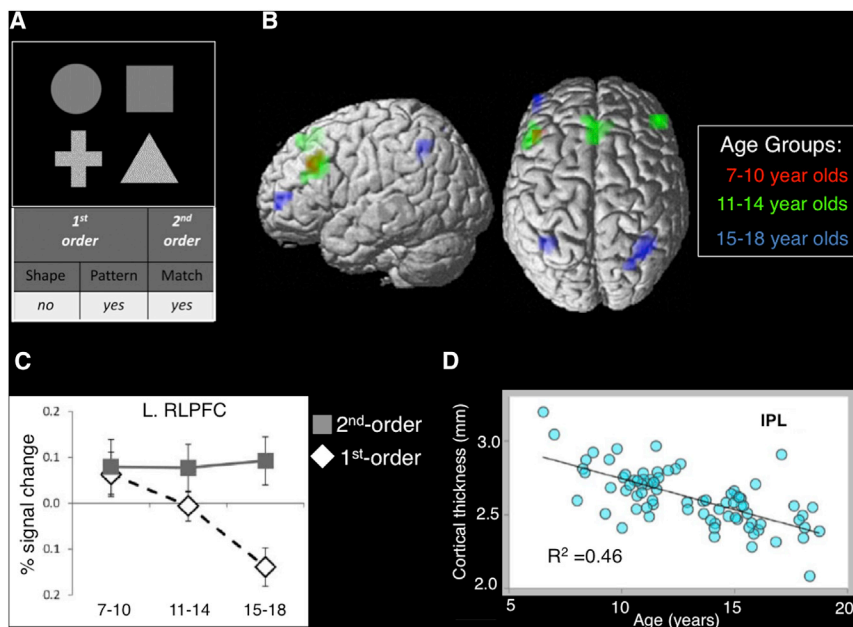 A
1st order
2nd order
Shape
Pattern
Match
no
yes
yes
B
Age Groups:
7-10 year olds
11-14 year olds
15-18 year olds
C
L. RLPFC
% signal change
0.2
0.1
0.0
0.1
0.2
7-10
11-14
15-18
2nd-order
1st-order
D
IPL
Cortical thickness (mm)
3.0
2.5
2.0
R2 =0.46
5
10
15
20
Age (years)